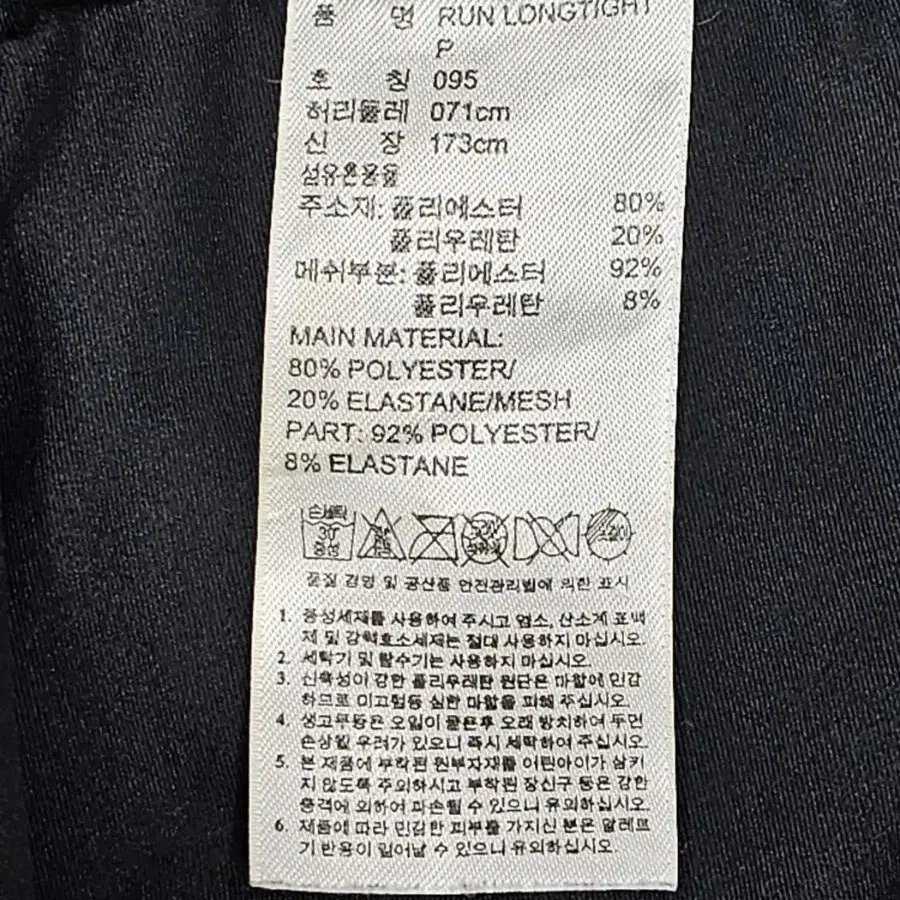 품 명 RUN LONGTIGHT
P
호 칭 095
허리둘레 071cm
신 장 173cm
섬유혼용율
주소재: 폴리에스터 80%
폴리우레탄 20%
메쉬부분: 폴리에스터 92%
폴리우레탄 8%
MAIN MATERIAL:
80% POLYESTER/
20% ELASTANE/MESH
PART: 92% POLYESTER/
8% ELASTANE
손세탁
30°
중성
품질 경영 및 공산품 안전관리법에 의한 표시
1. 중성세제를 사용하여 주시고 염소, 산소계 표백
제 및 강력효소세제는 절대 사용하지 마십시오.
2. 세탁기 및 탈수기는 사용하지 마십시오.
3. 신축성이 강한 폴리우레탄 원단은 마찰에 민감
하므로 미끄럼등 심한 마찰을 피해 주십시오.
4. 생고무등은 오일이 묻은후 오래 방치하여 두면
손상될 우려가 있으니 즉시 세탁하여 주십시오.
5. 본 제품에 부착된 원부자재를 어린아이가 삼키
지 않도록 주의하시고 부착된 장신구 등은 강한
충격에 의하여 파손될 수 있으니 유의하십시오.
6. 제품에 따라 민감한 피부를 가지신 분은 알레르
기 반응이 일어날 수 있으니 유의하십시오.